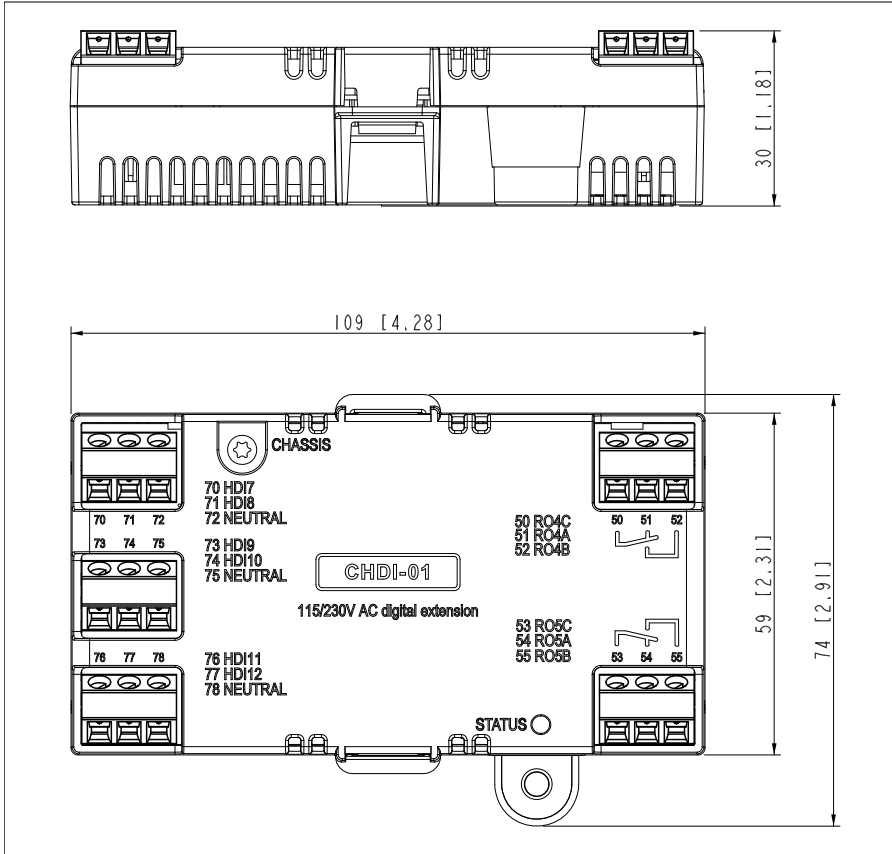 30 [1.18]
109 [4.28]
CHASSIS
70 HDI7
71 HDI8
72 NEUTRAL
70 71 72
73 74 75
73 HDI9
74 HDI10
75 NEUTRAL
50 RO4C
51 RO4A
52 RO4B
50 51 52
CHDI-01
115/230V AC digital extension
53 RO5C
54 RO5A
55 RO5B
53 54 55
76 77 78
76 HDI11
77 HDI12
78 NEUTRAL
STATUS
59 [2.31]
74 [2.91]